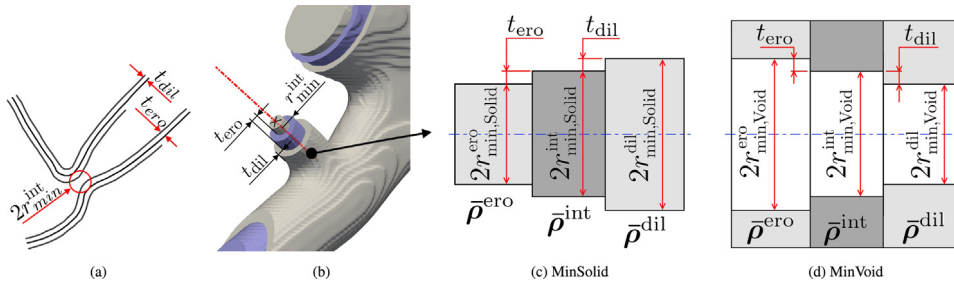 t_dil
t_ero
2r_min^int
(a)
t_ero
r_min^int
t_dil
(b)
t_ero
t_dil
2r_min,Solid^ero
2r_min,Solid^int
2r_min,Solid^dil
ρ̄^ero
ρ̄^int
ρ̄^dil
(c) MinSolid
t_ero
t_dil
2r_min,Void^ero
2r_min,Void^int
2r_min,Void^dil
ρ̄^ero
ρ̄^int
ρ̄^dil
(d) MinVoid